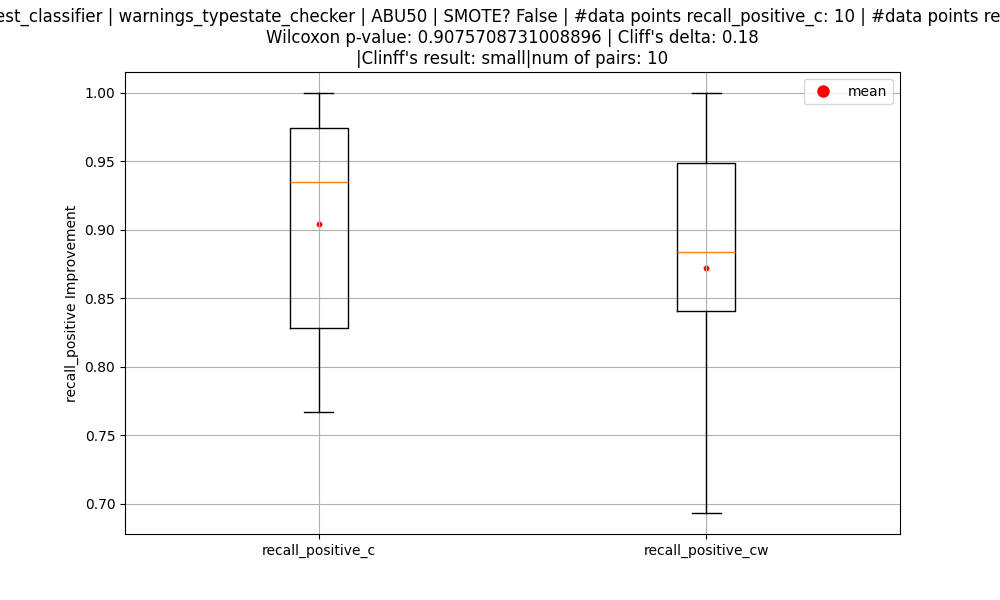 est_classifier | warnings_typestate_checker | ABU50 | SMOTE? False | #data points recall_positive_c: 10 | #data points re
Wilcoxon p-value: 0.9075708731008896 | Cliff's delta: 0.18
|Clinff's result: small|num of pairs: 10
mean
1.00
0.95
0.90
0.85
0.80
0.75
0.70
recall_positive Improvement
recall_positive_c
recall_positive_cw